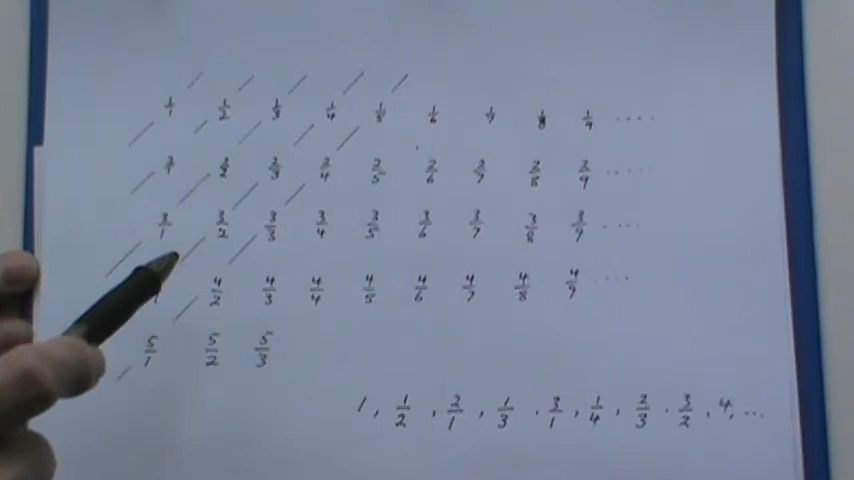 1/1 1/2 1/3 1/4 1/5 1/6 1/7 1/8 1/9 ....
2/1 2/2 2/3 2/4 2/5 2/6 2/7 2/8 2/9 ....
3/1 3/2 3/3 3/4 3/5 3/6 3/7 3/8 3/9 ....
1 4/2 4/3 4/4 4/5 4/6 4/7 4/8 4/9 ....
5/1 5/2 5/3
1, 1/2, 2/1, 1/3, 3/1, 1/4, 2/3, 3/2, 4, ...